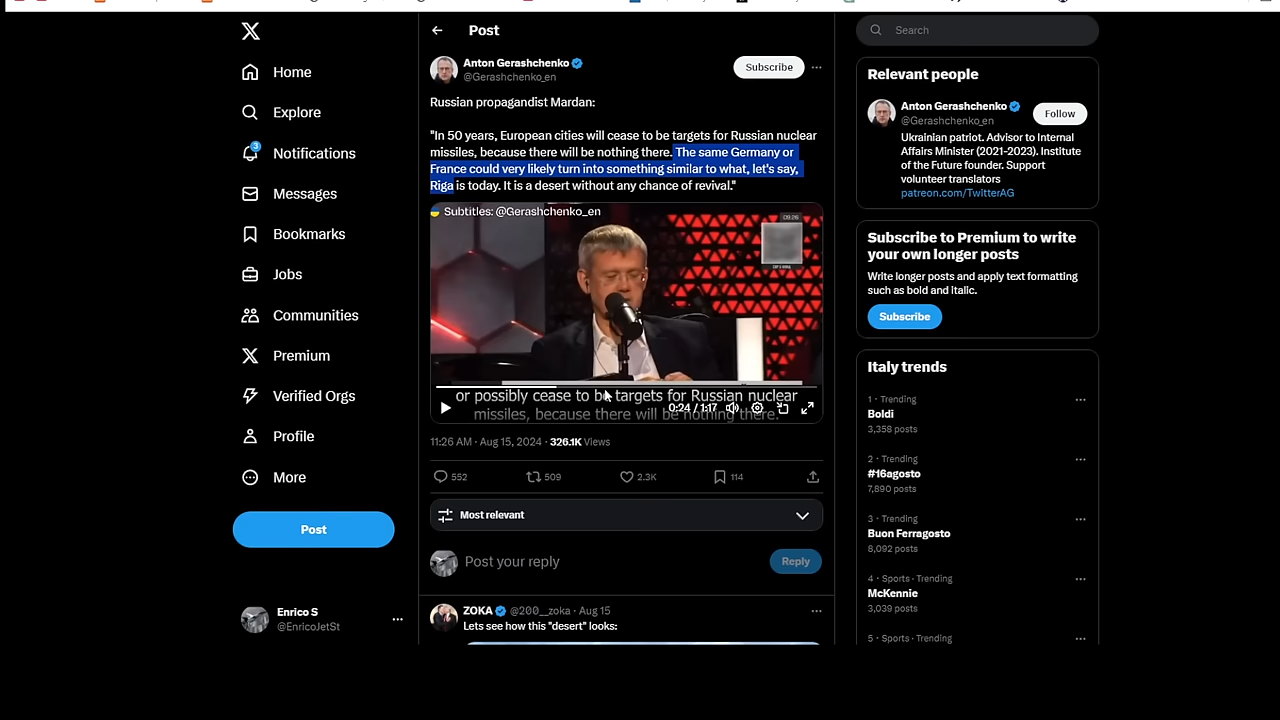 Home
Explore
3
Notifications
Messages
Bookmarks
Jobs
Communities
Premium
Verified Orgs
Profile
More
Post
Enrico S
@EnricoJetSt
Post
Anton Gerashchenko
@Gerashchenko_en
Subscribe
Russian propagandist Mardan:
"In 50 years, European cities will cease to be targets for Russian nuclear
missiles, because there will be nothing there. The same Germany or
France could very likely turn into something similar to what, let's say,
Riga is today. It is a desert without any chance of revival."
Subtitles: @Gerashchenko_en
or possibly cease to be targets for Russian nuclear
missiles, because there will be nothing there.
0:24 / 1:17
11:26 AM · Aug 15, 2024 · 326.1K Views
552
509
2.3K
114
Most relevant
Post your reply
Reply
ZOKA @200__zoka · Aug 15
Lets see how this "desert" looks:
Search
Relevant people
Anton Gerashchenko
@Gerashchenko_en
Follow
Ukrainian patriot. Advisor to Internal
Affairs Minister (2021-2023). Institute
of the Future founder. Support
volunteer translators
patreon.com/TwitterAG
Subscribe to Premium to write
your own longer posts
Write longer posts and apply text formatting
such as bold and italic.
Subscribe
Italy trends
1 · Trending
Boldi
3,358 posts
2 · Trending
#16agosto
7,890 posts
3 · Trending
Buon Ferragosto
8,092 posts
4 · Sports · Trending
McKennie
3,039 posts
5 · Sports · Trending